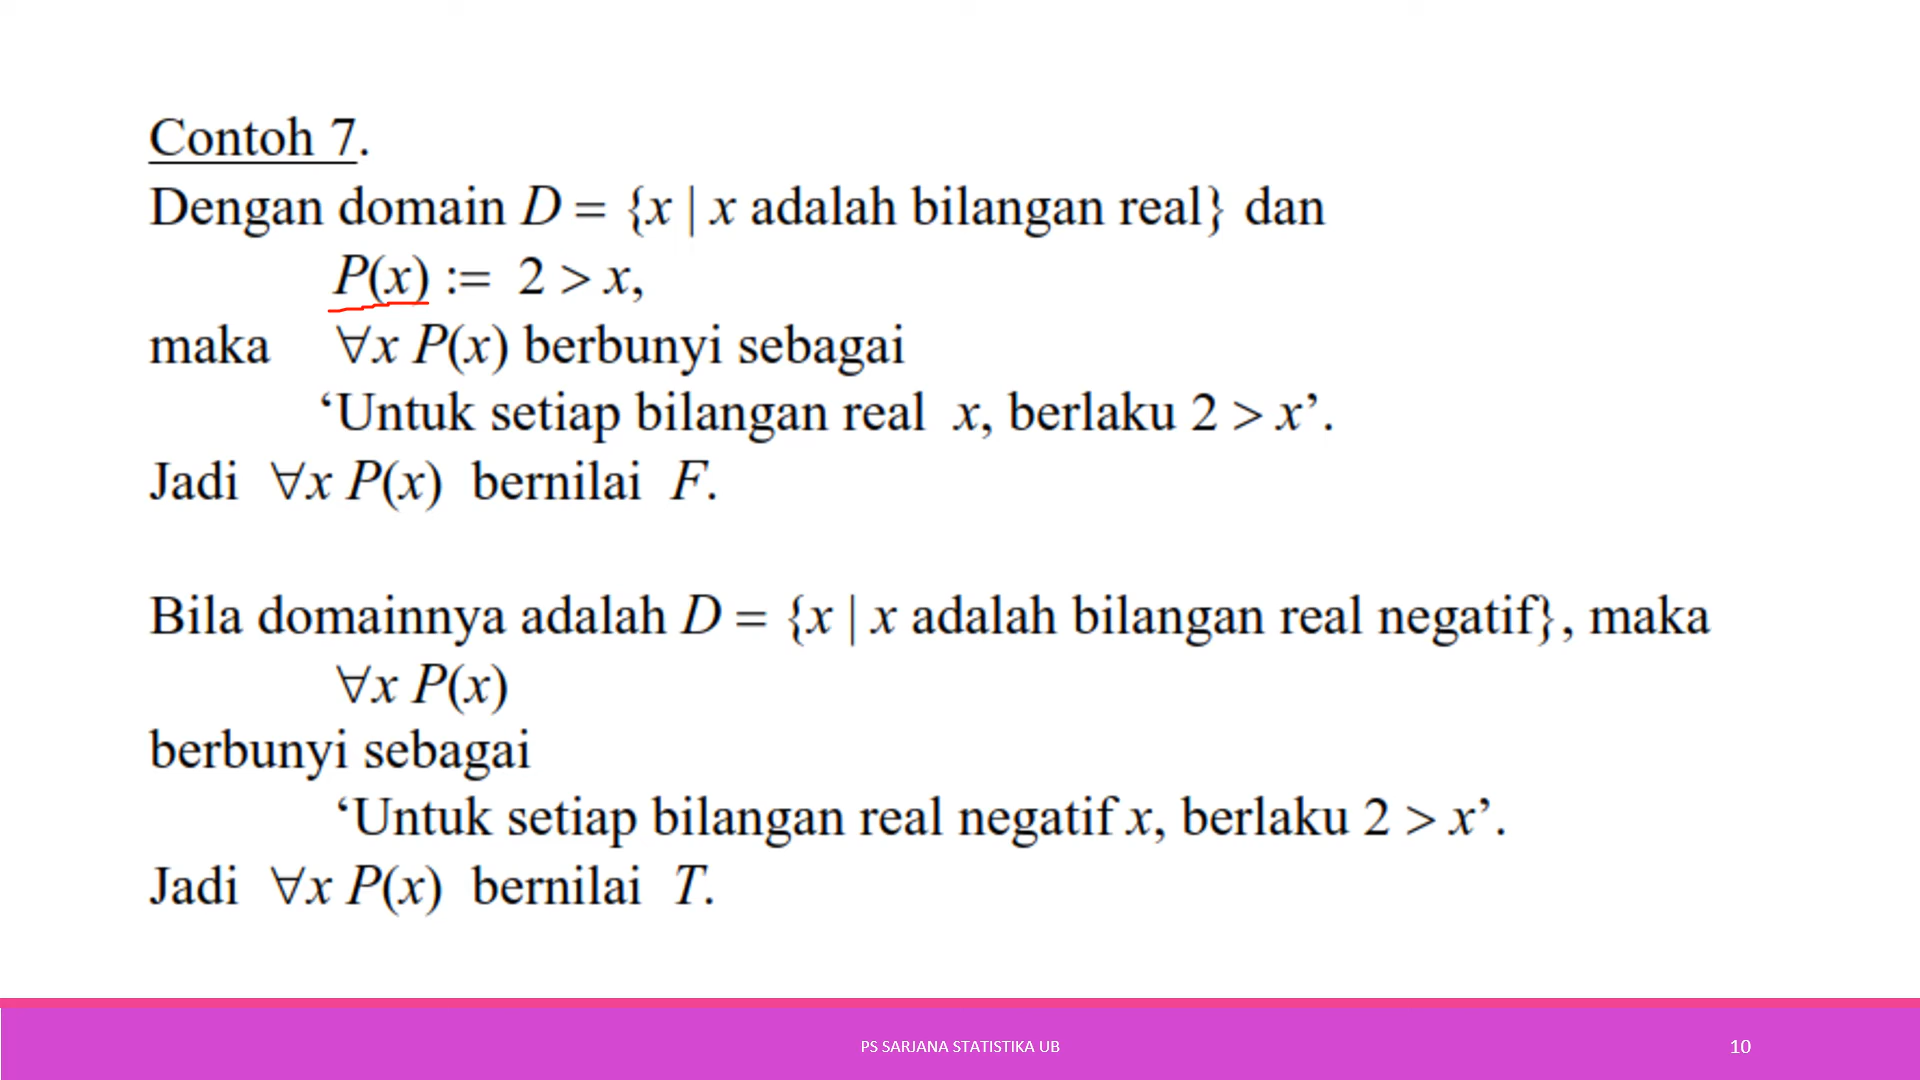 Contoh 7.
Dengan domain D = {x | x adalah bilangan real} dan
P(x) := 2 > x,
maka ∀x P(x) berbunyi sebagai
‘Untuk setiap bilangan real x, berlaku 2 > x’.
Jadi ∀x P(x) bernilai F.
Bila domainnya adalah D = {x | x adalah bilangan real negatif}, maka
∀x P(x)
berbunyi sebagai
‘Untuk setiap bilangan real negatif x, berlaku 2 > x’.
Jadi ∀x P(x) bernilai T.
PS SARJANA STATISTIKA UB
10